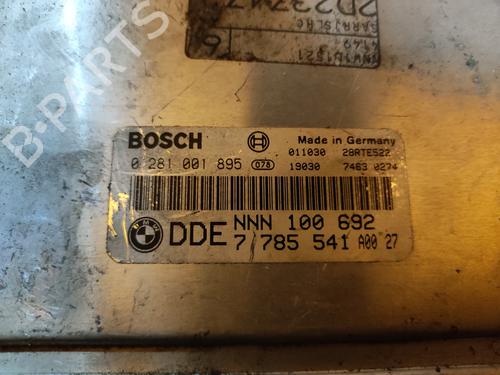 BOSCH
Made in Germany
0 281 001 895 078
011030 28RTE522
19030 7463 0274
DDE NNN 100 692
7 785 541 A00 27
B-PARTS